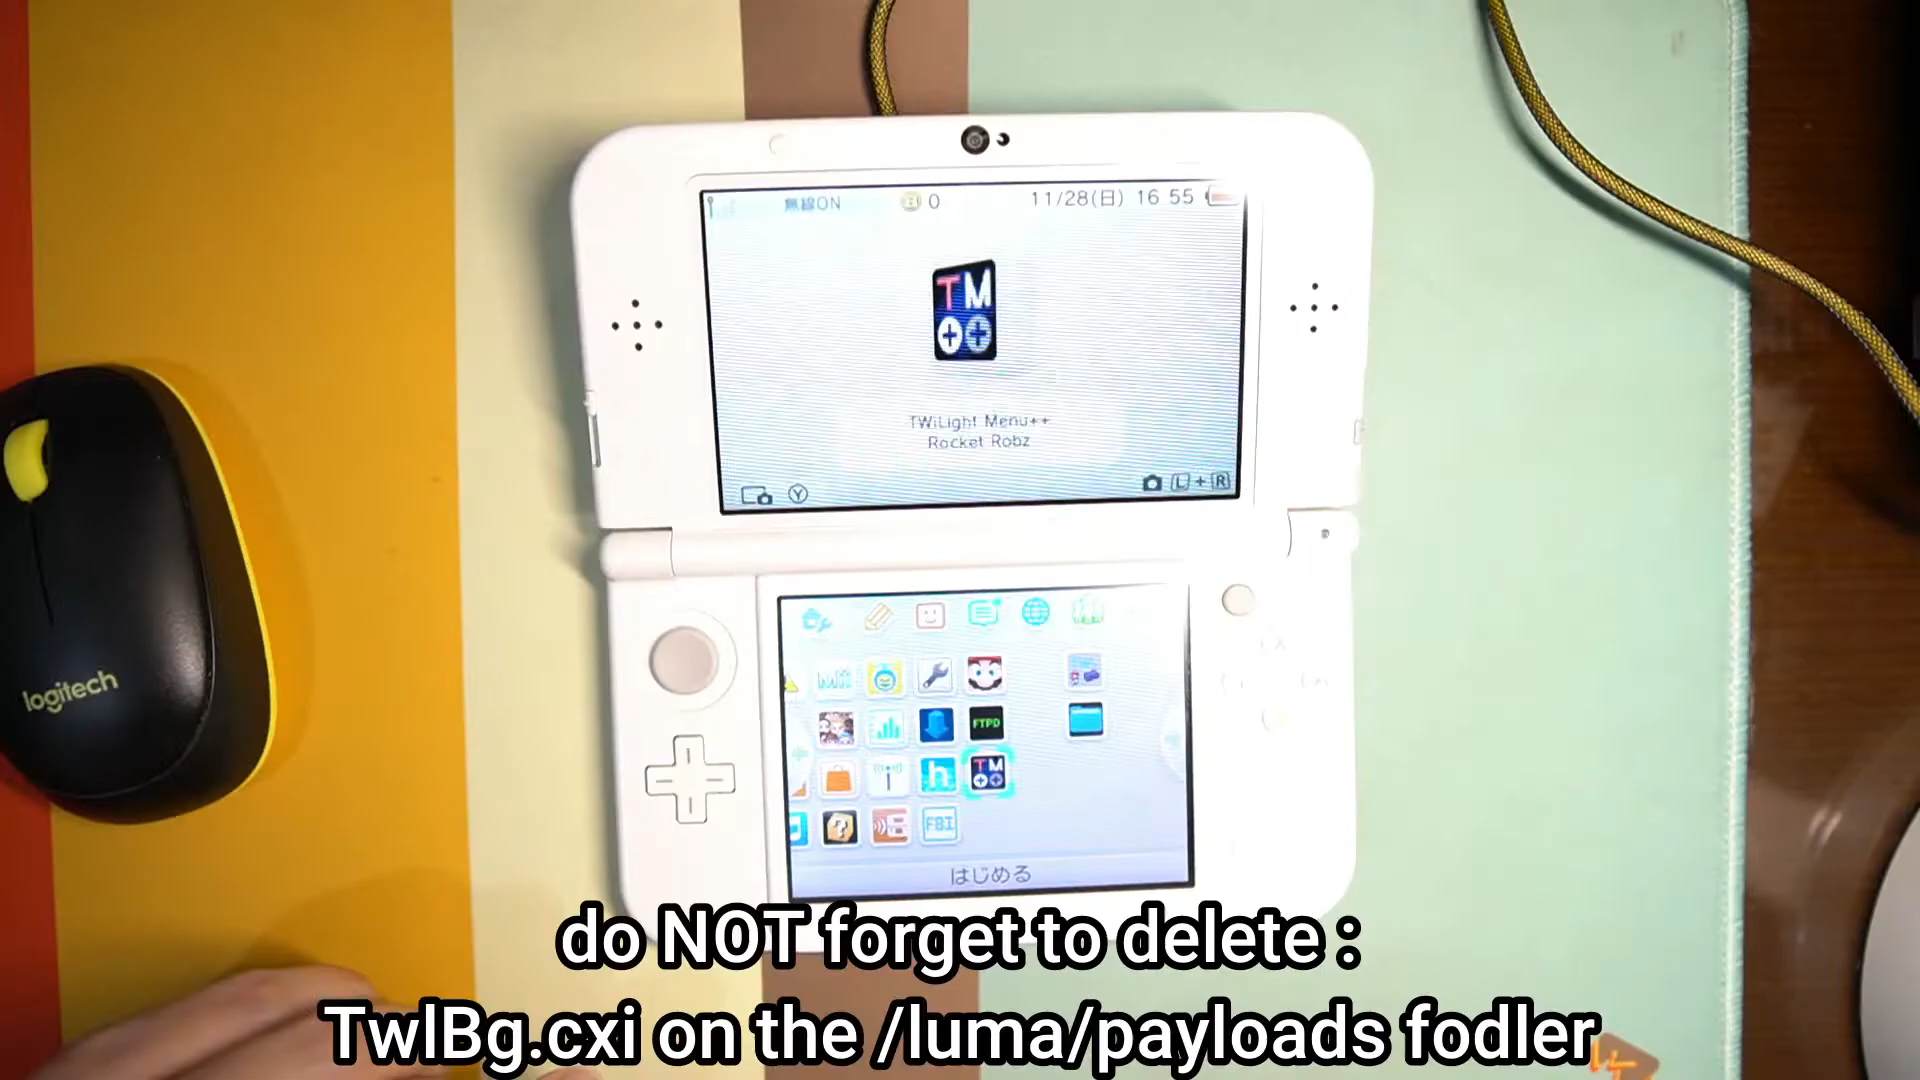 無線ON 0 11/28(日) 16 55
TM
TWiLight Menu++
Rocket Robz
Y
L + R
Mii
FTPD
TM
h
FBI
はじめる
logitech
do NOT forget to delete :
TwlBg.cxi on the /luma/payloads fodler